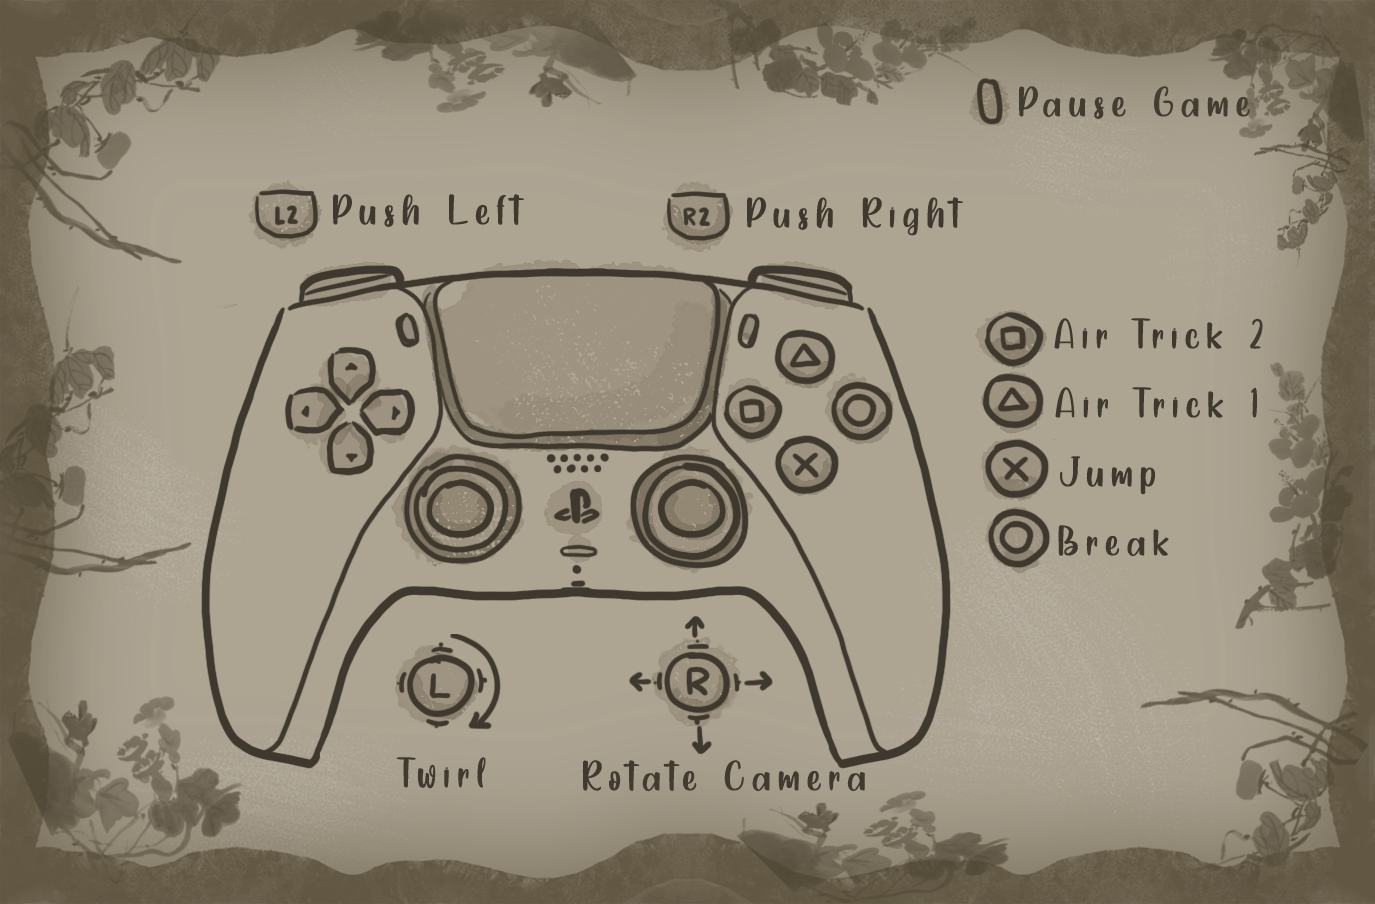 Pause Game
L2 Push Left
R2 Push Right
Air Trick 2
Air Trick 1
Jump
Break
L
R
Twirl
Rotate Camera